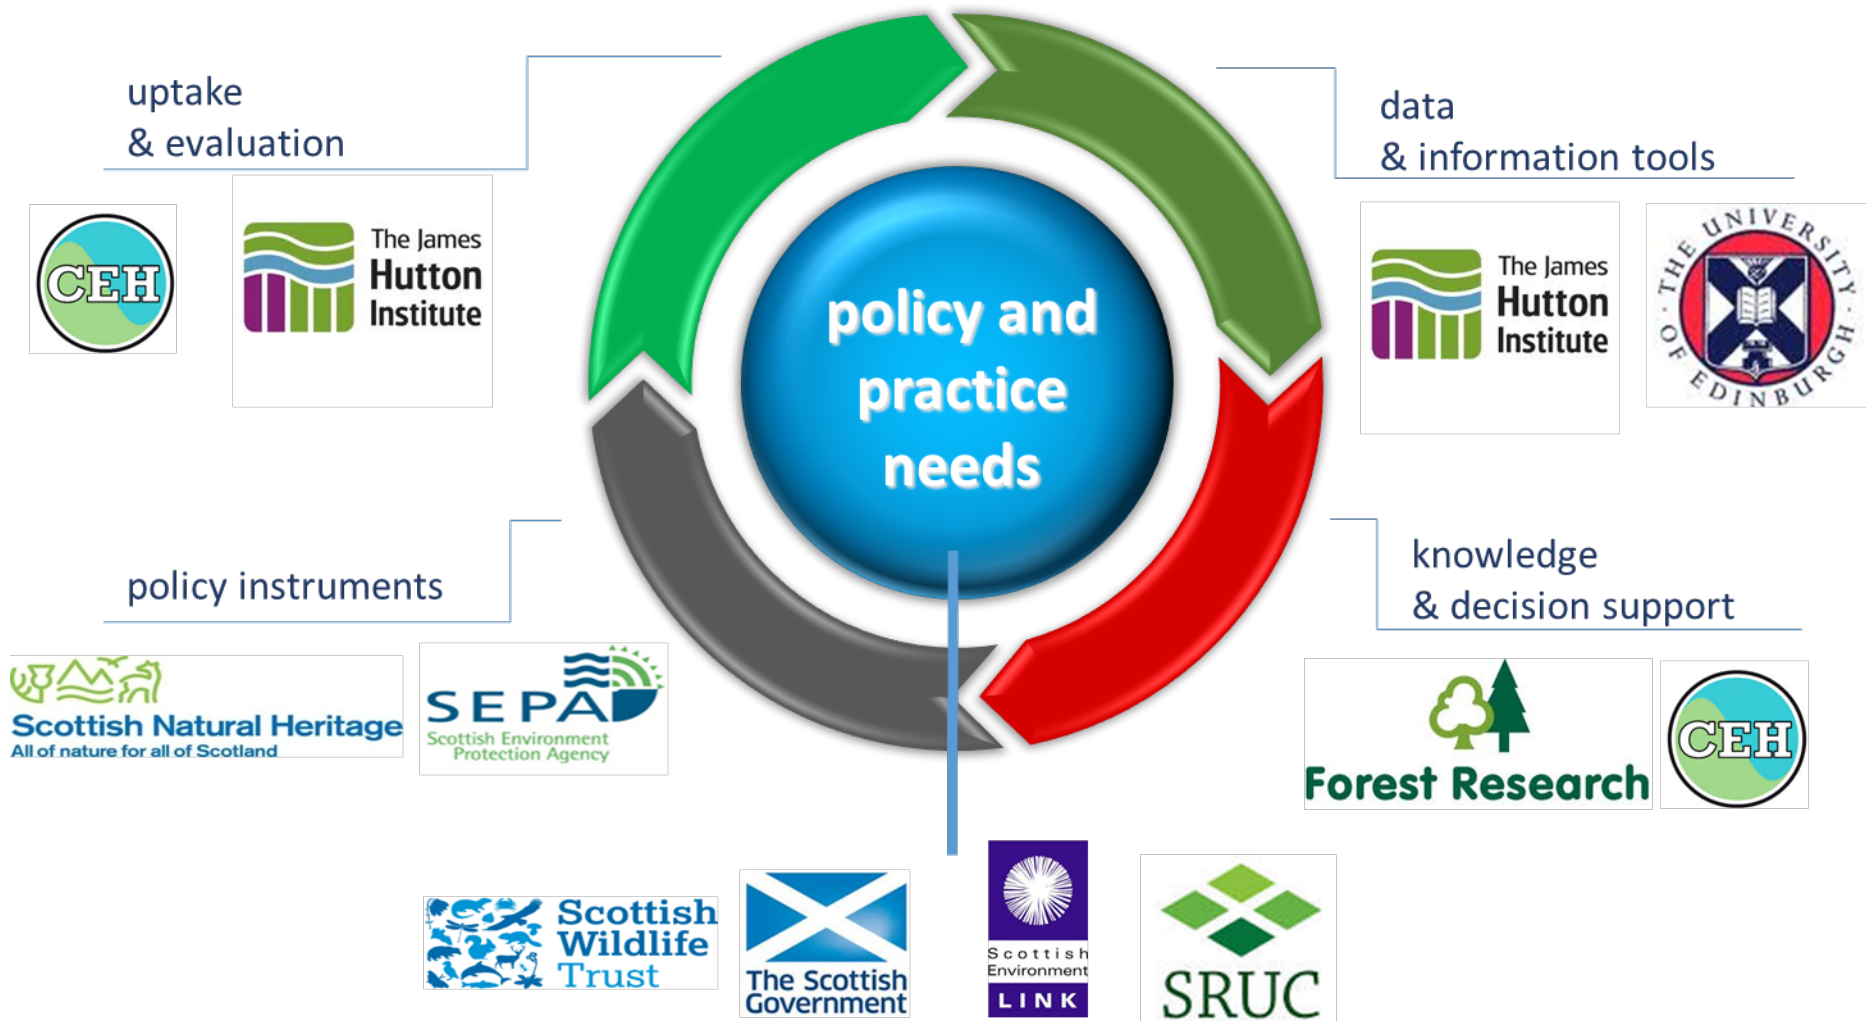 uptake
& evaluation
data
& information tools
CEH
The James
Hutton
Institute
policy and
practice
needs
The James
Hutton
Institute
THE UNIVERSITY
OF EDINBURGH
policy instruments
knowledge
& decision support
Scottish Natural Heritage
All of nature for all of Scotland
SEPA
Scottish Environment
Protection Agency
Forest Research
CEH
Scottish
Wildlife
Trust
The Scottish
Government
Scottish
Environment
LINK
SRUC